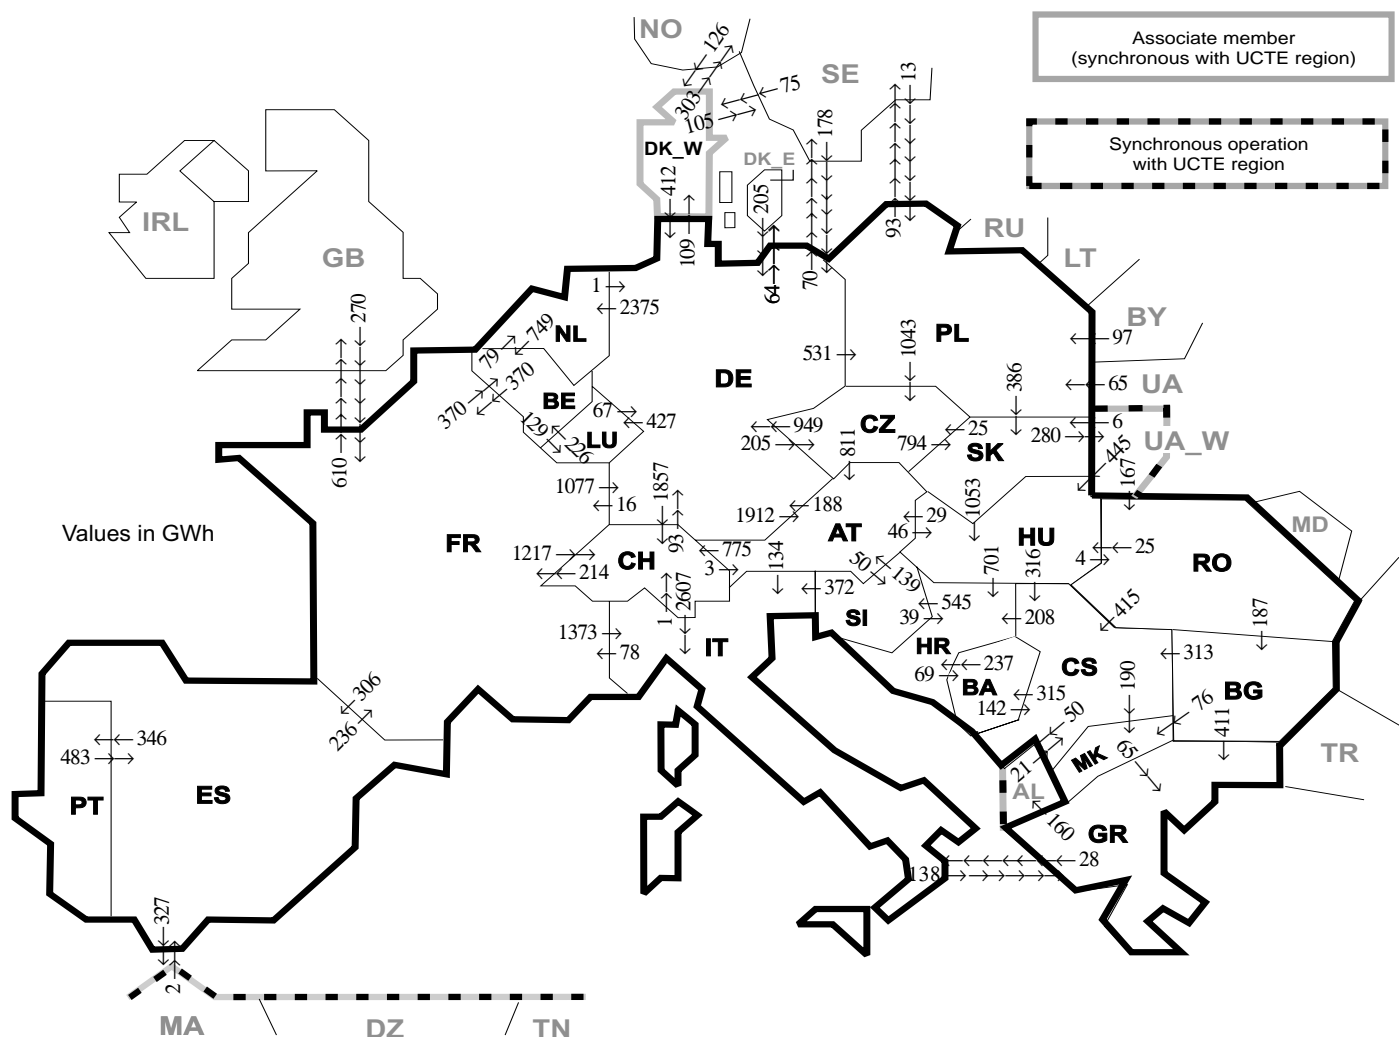 NO
126
Associate member
(synchronous with UCTE region)
SE
13
75
303
105
178
Synchronous operation
with UCTE region
DK_W
DK_E
412
205
IRL
GB
RU
LT
93
109
64
70
270
1
2375
NL
749
79
BY
97
PL
531
1043
DE
386
65
UA
370
370
BE
67
427
129
226
LU
949
205
CZ
811
794
25
SK
6
280
UA_W
445
167
610
1077
16
1857
93
1912
188
1053
29
46
AT
HU
MD
Values in GWh
FR
1217
214
CH
775
3
134
50
139
701
316
4
25
RO
1
2607
372
SI
545
39
208
415
187
1373
78
IT
HR
237
69
BA
142
315
CS
190
313
76
BG
411
306
236
50
21
AL
MK
65
TR
346
483
PT
ES
160
GR
28
138
327
2
MA
DZ
TN